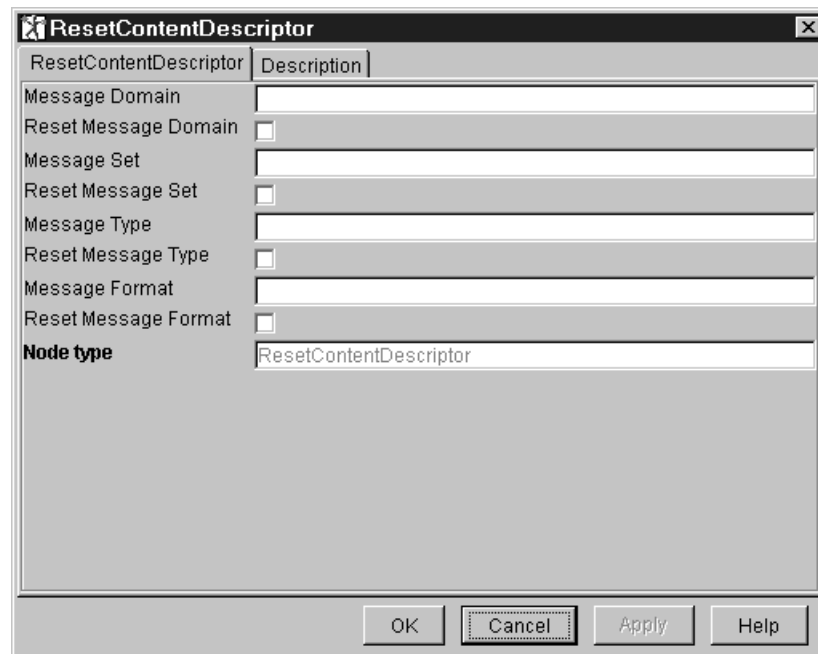 ResetContentDescriptor
ResetContentDescriptor Description
Message Domain
Reset Message Domain
Message Set
Reset Message Set
Message Type
Reset Message Type
Message Format
Reset Message Format
Node type ResetContentDescriptor
OK Cancel Apply Help